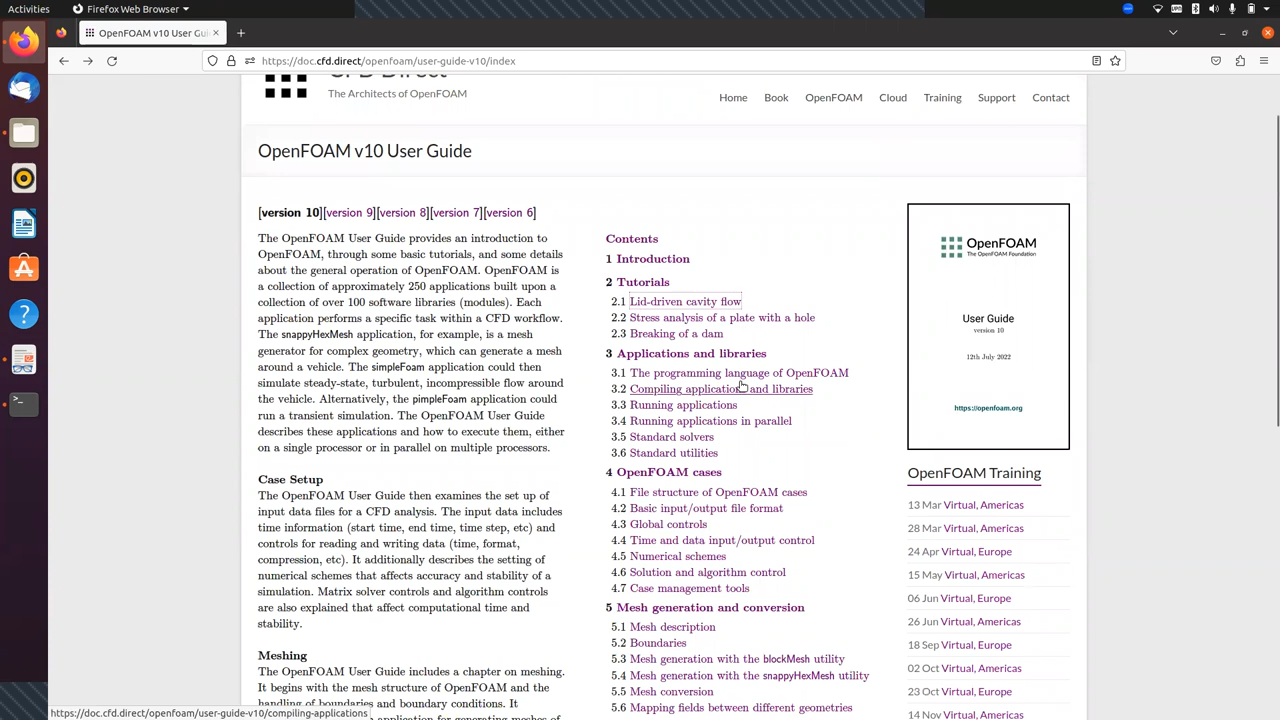 Activities
Firefox Web Browser
OpenFOAM v10 User Gui
https://doc.cfd.direct/openfoam/user-guide-v10/index
CFD Direct
The Architects of OpenFOAM
Home
Book
OpenFOAM
Cloud
Training
Support
Contact
OpenFOAM v10 User Guide
[version 10][version 9][version 8][version 7][version 6]
The OpenFOAM User Guide provides an introduction to
OpenFOAM, through some basic tutorials, and some details
about the general operation of OpenFOAM. OpenFOAM is
a collection of approximately 250 applications built upon a
collection of over 100 software libraries (modules). Each
application performs a specific task within a CFD workflow.
The snappyHexMesh application, for example, is a mesh
generator for complex geometry, which can generate a mesh
around a vehicle. The simpleFoam application could then
simulate steady-state, turbulent, incompressible flow around
the vehicle. Alternatively, the pimpleFoam application could
run a transient simulation. The OpenFOAM User Guide
describes these applications and how to execute them, either
on a single processor or in parallel on multiple processors.
Case Setup
The OpenFOAM User Guide then examines the set up of
input data files for a CFD analysis. The input data includes
time information (start time, end time, time step, etc) and
controls for reading and writing data (time, format,
compression, etc). It additionally describes the setting of
numerical schemes that affects accuracy and stability of a
simulation. Matrix solver controls and algorithm controls
are also explained that affect computational time and
stability.
Meshing
The OpenFOAM User Guide includes a chapter on meshing.
It begins with the mesh structure of OpenFOAM and the
handling of boundaries and boundary conditions. It
application for generating meshes of
Contents
1 Introduction
2 Tutorials
2.1 Lid-driven cavity flow
2.2 Stress analysis of a plate with a hole
2.3 Breaking of a dam
3 Applications and libraries
3.1 The programming language of OpenFOAM
3.2 Compiling applications and libraries
3.3 Running applications
3.4 Running applications in parallel
3.5 Standard solvers
3.6 Standard utilities
4 OpenFOAM cases
4.1 File structure of OpenFOAM cases
4.2 Basic input/output file format
4.3 Global controls
4.4 Time and data input/output control
4.5 Numerical schemes
4.6 Solution and algorithm control
4.7 Case management tools
5 Mesh generation and conversion
5.1 Mesh description
5.2 Boundaries
5.3 Mesh generation with the blockMesh utility
5.4 Mesh generation with the snappyHexMesh utility
5.5 Mesh conversion
5.6 Mapping fields between different geometries
OpenFOAM
The OpenFOAM Foundation
User Guide
version 10
12th July 2022
https://openfoam.org
OpenFOAM Training
13 Mar Virtual, Americas
28 Mar Virtual, Americas
24 Apr Virtual, Europe
15 May Virtual, Americas
06 Jun Virtual, Europe
26 Jun Virtual, Americas
18 Sep Virtual, Europe
02 Oct Virtual, Americas
23 Oct Virtual, Europe
14 Nov Virtual, Americas
https://doc.cfd.direct/openfoam/user-guide-v10/compiling-applications